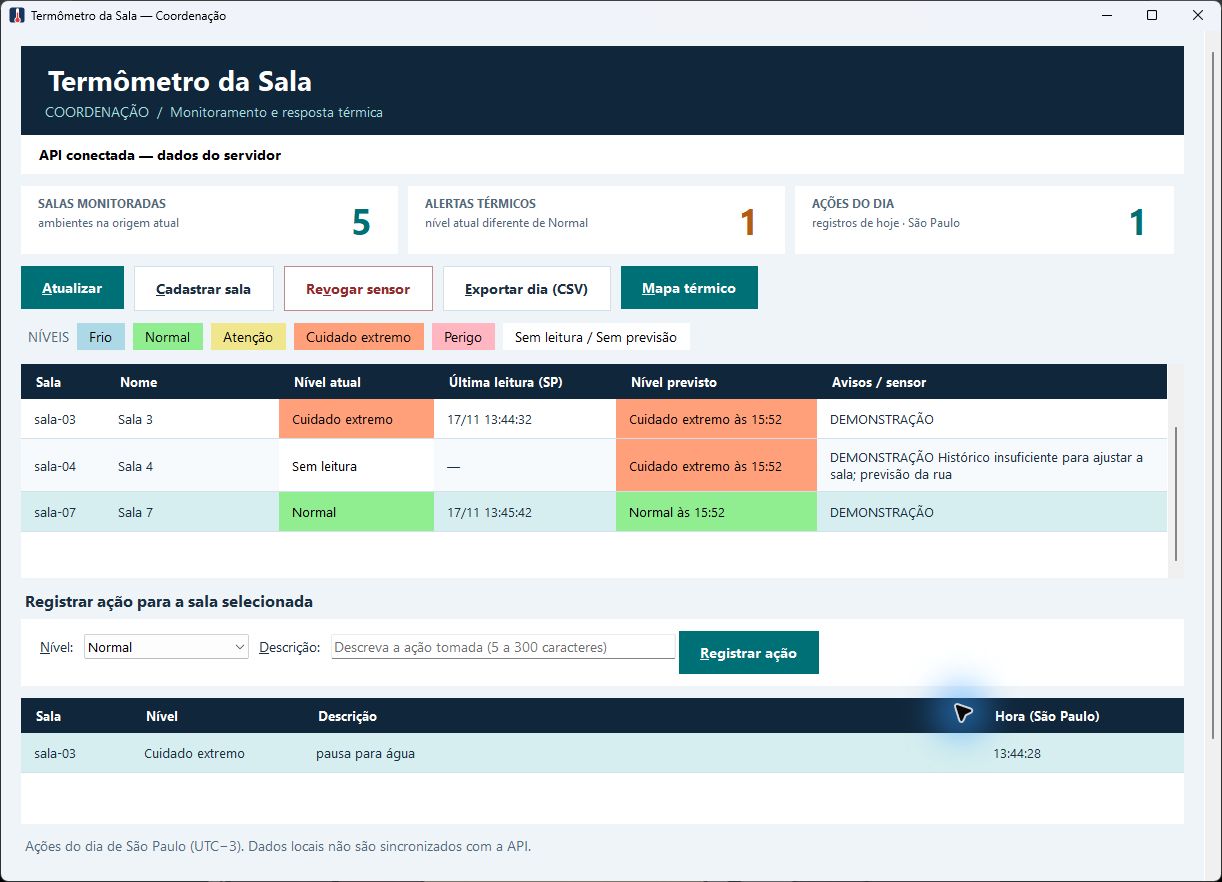 Termômetro da Sala — Coordenação
Termômetro da Sala
COORDENAÇÃO / Monitoramento e resposta térmica
API conectada — dados do servidor
SALAS MONITORADAS
ambientes na origem atual
5
ALERTAS TÉRMICOS
nível atual diferente de Normal
1
AÇÕES DO DIA
registros de hoje · São Paulo
1
Atualizar Cadastrar sala Revogar sensor Exportar dia (CSV) Mapa térmico
NÍVEIS Frio Normal Atenção Cuidado extremo Perigo Sem leitura / Sem previsão
Sala Nome Nível atual Última leitura (SP) Nível previsto Avisos / sensor
sala-03 Sala 3 Cuidado extremo 17/11 13:44:32 Cuidado extremo às 15:52 DEMONSTRAÇÃO
sala-04 Sala 4 Sem leitura — Cuidado extremo às 15:52 DEMONSTRAÇÃO Histórico insuficiente para ajustar a
sala; previsão da rua
sala-07 Sala 7 Normal 17/11 13:45:42 Normal às 15:52 DEMONSTRAÇÃO
Registrar ação para a sala selecionada
Nível: Normal Descrição: Descreva a ação tomada (5 a 300 caracteres) Registrar ação
Sala Nível Descrição Hora (São Paulo)
sala-03 Cuidado extremo pausa para água 13:44:28
Ações do dia de São Paulo (UTC−3). Dados locais não são sincronizados com a API.